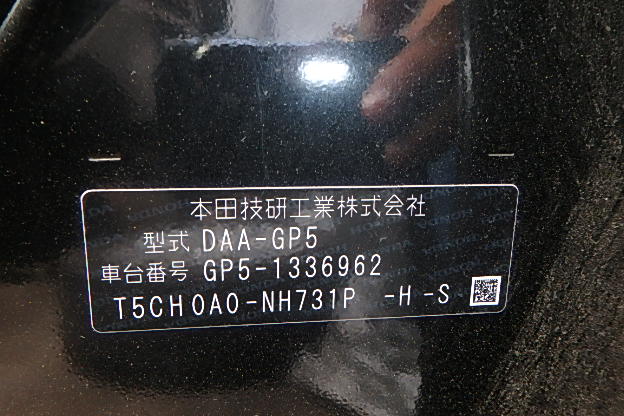 本田技研工業株式会社
型式 DAA-GP5
車台番号 GP5-1336962
T5CH0A0-NH731P -H -S